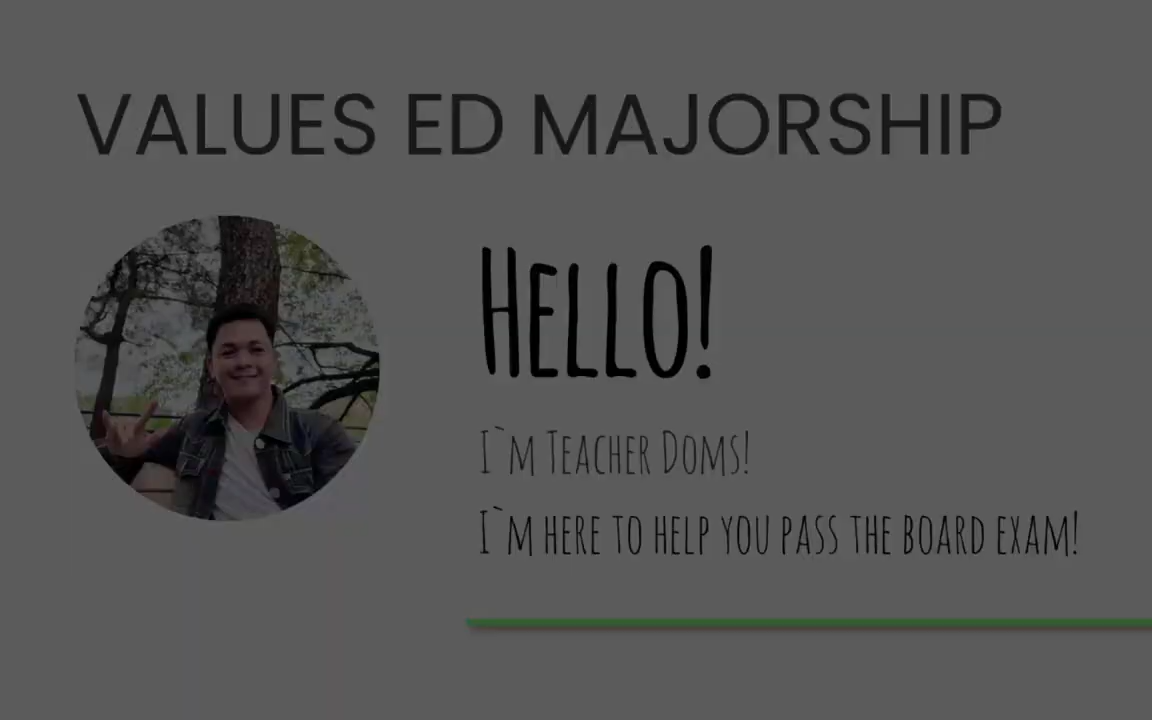 VALUES ED MAJORSHIP
HELLO!
I`M TEACHER DOMS!
I`M HERE TO HELP YOU PASS THE BOARD EXAM!